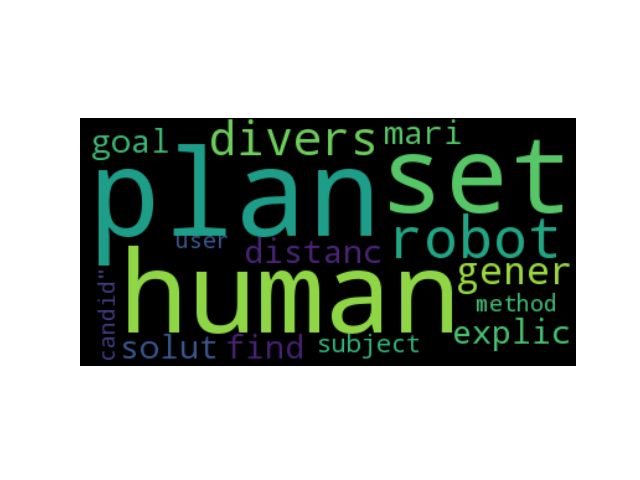 goal divers mari
plan set
user distanc robot
human gener
candid" method
explic
solut find subject